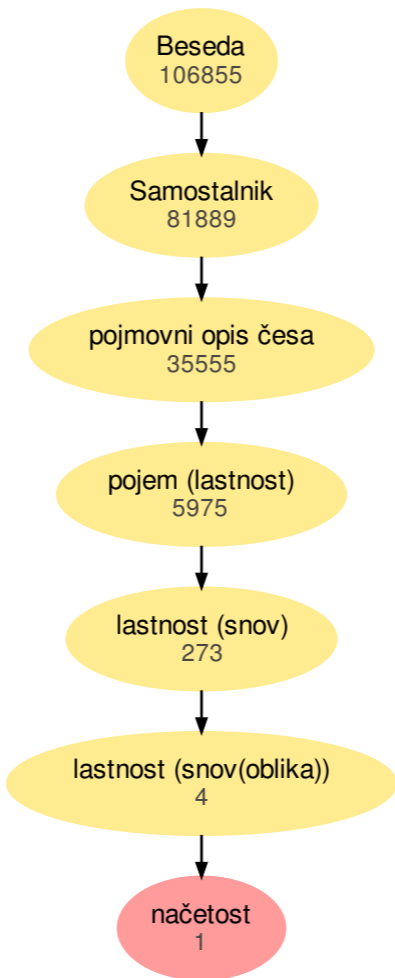 Beseda
106855
Samostalnik
81889
pojmovni opis česa
35555
pojem (lastnost)
5975
lastnost (snov)
273
lastnost (snov(oblika))
4
načetost
1